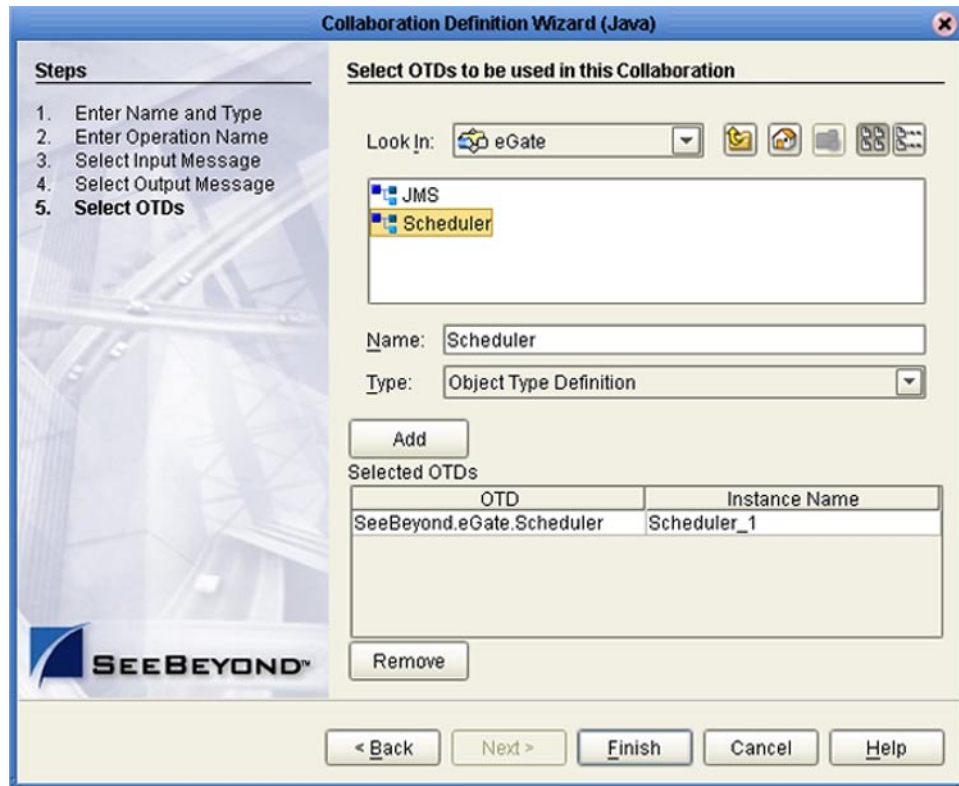 Collaboration Definition Wizard (Java)
Steps
1. Enter Name and Type
2. Enter Operation Name
3. Select Input Message
4. Select Output Message
5. Select OTDs
SEEBEYOND™
Select OTDs to be used in this Collaboration
Look In: eGate
JMS
Scheduler
Name: Scheduler
Type: Object Type Definition
Add
Selected OTDs
OTD Instance Name
SeeBeyond.eGate.Scheduler Scheduler_1
Remove
< Back Next > Finish Cancel Help